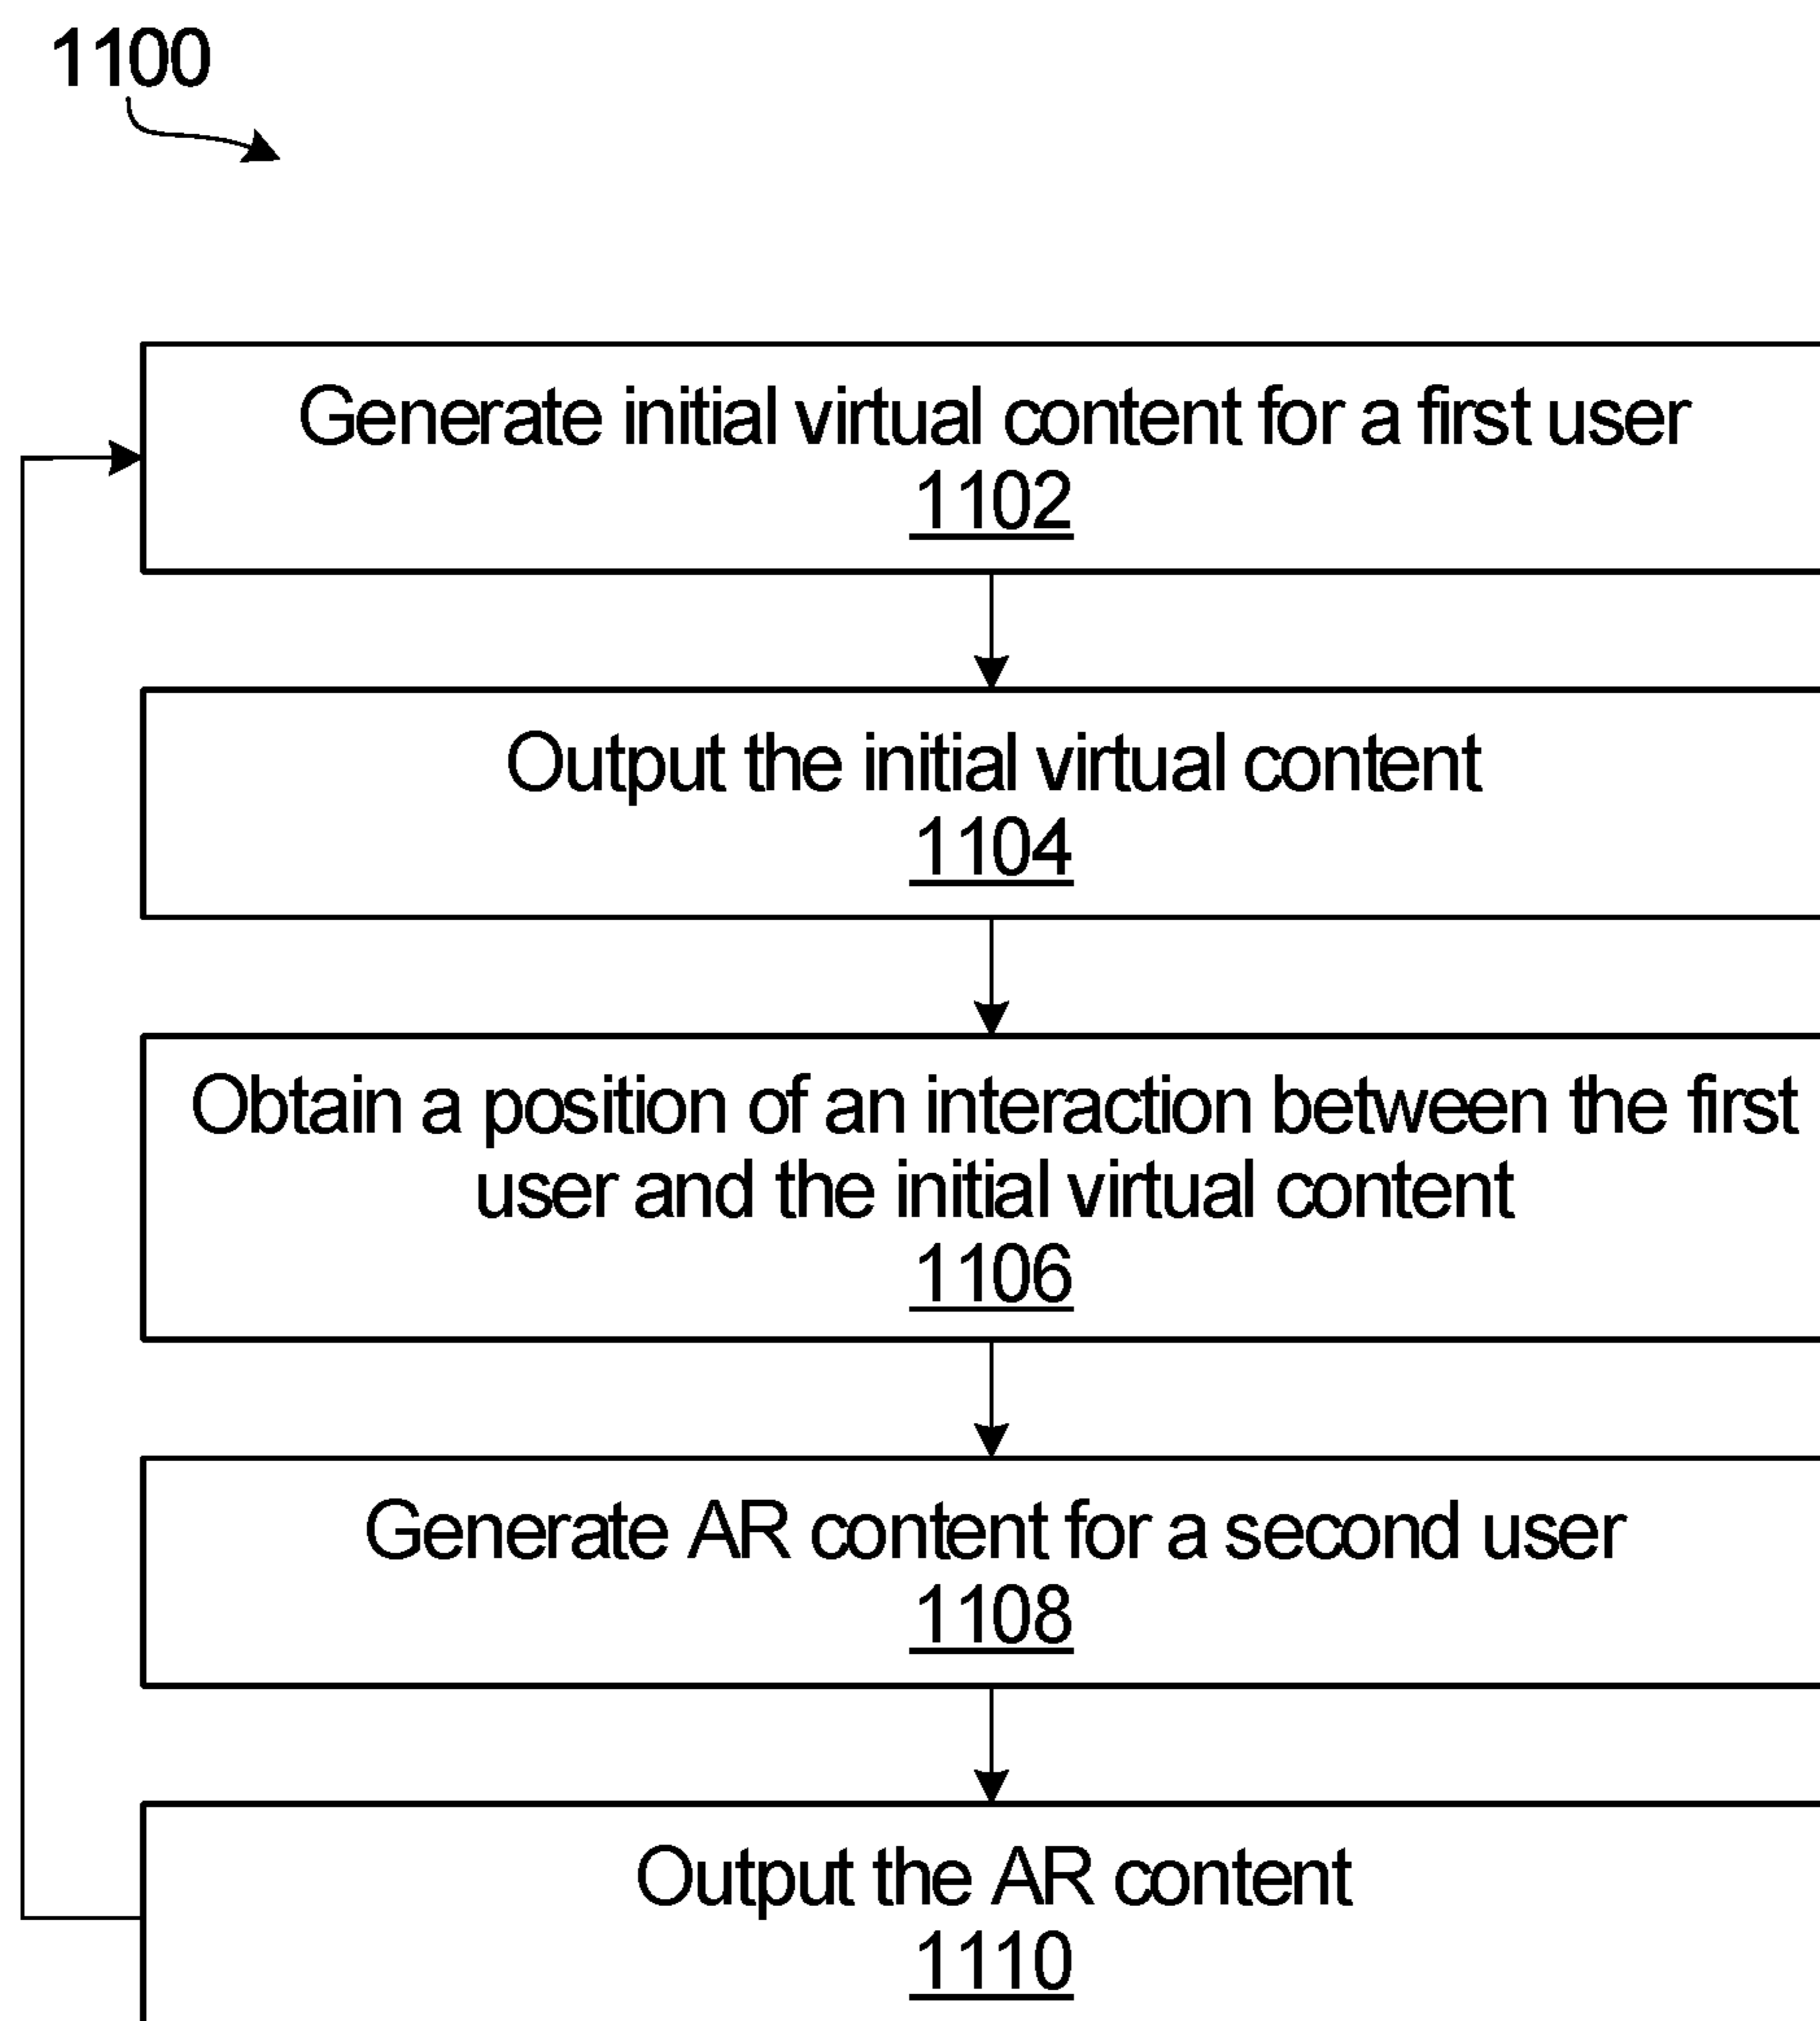 1100
Generate initial virtual content for a first user
1102
Output the initial virtual content
1104
Obtain a position of an interaction between the first
user and the initial virtual content
1106
Generate AR content for a second user
1108
Output the AR content
1110